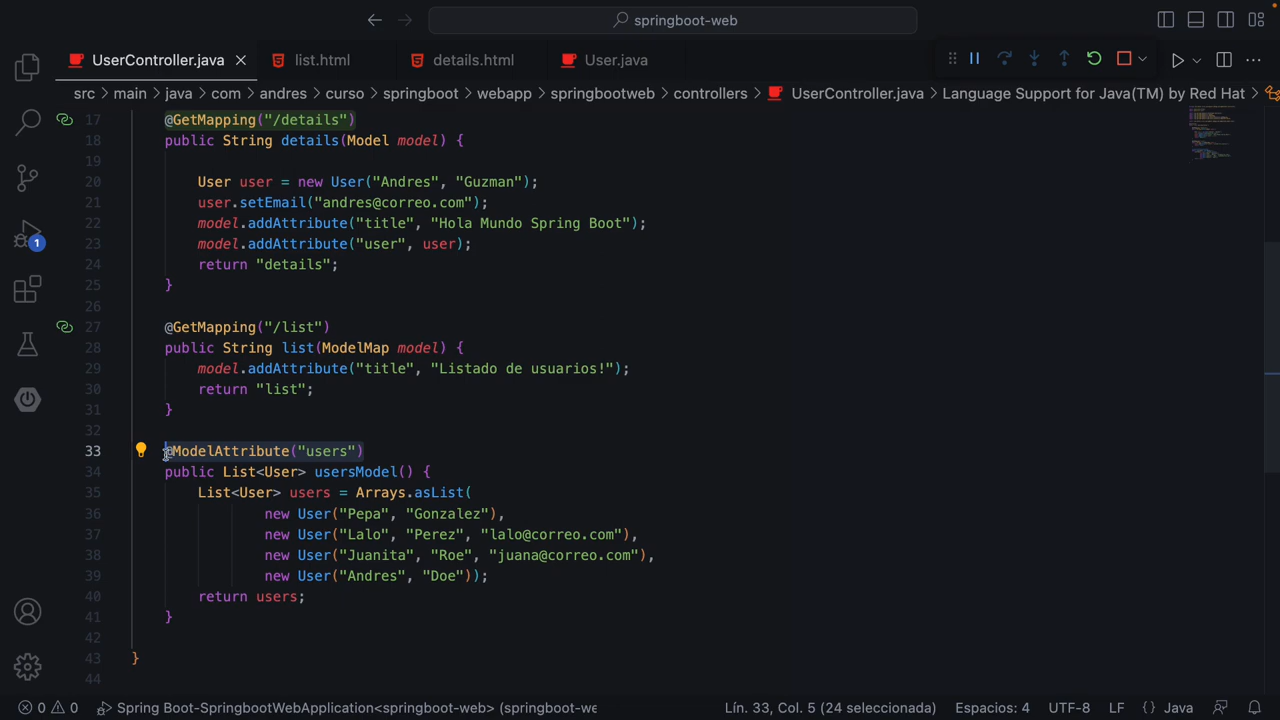 springboot-web
UserController.java
list.html
details.html
User.java
src > main > java > com > andres > curso > springboot > webapp > springbootweb > controllers > UserController.java > Language Support for Java(TM) by Red Hat >
17 @GetMapping("/details")
18 public String details(Model model) {
19
20 User user = new User("Andres", "Guzman");
21 user.setEmail("andres@correo.com");
22 model.addAttribute("title", "Hola Mundo Spring Boot");
23 model.addAttribute("user", user);
24 return "details";
25 }
26
27 @GetMapping("/list")
28 public String list(ModelMap model) {
29 model.addAttribute("title", "Listado de usuarios!");
30 return "list";
31 }
32
33 @ModelAttribute("users")
34 public List<User> usersModel() {
35 List<User> users = Arrays.asList(
36 new User("Pepa", "Gonzalez"),
37 new User("Lalo", "Perez", "lalo@correo.com"),
38 new User("Juanita", "Roe", "juana@correo.com"),
39 new User("Andres", "Doe"));
40 return users;
41 }
42
43 }
44
1
0 0 Spring Boot-SpringbootWebApplication<springboot-web> (springboot-we Lín. 33, Col. 5 (24 seleccionada) Espacios: 4 UTF-8 LF {} Java